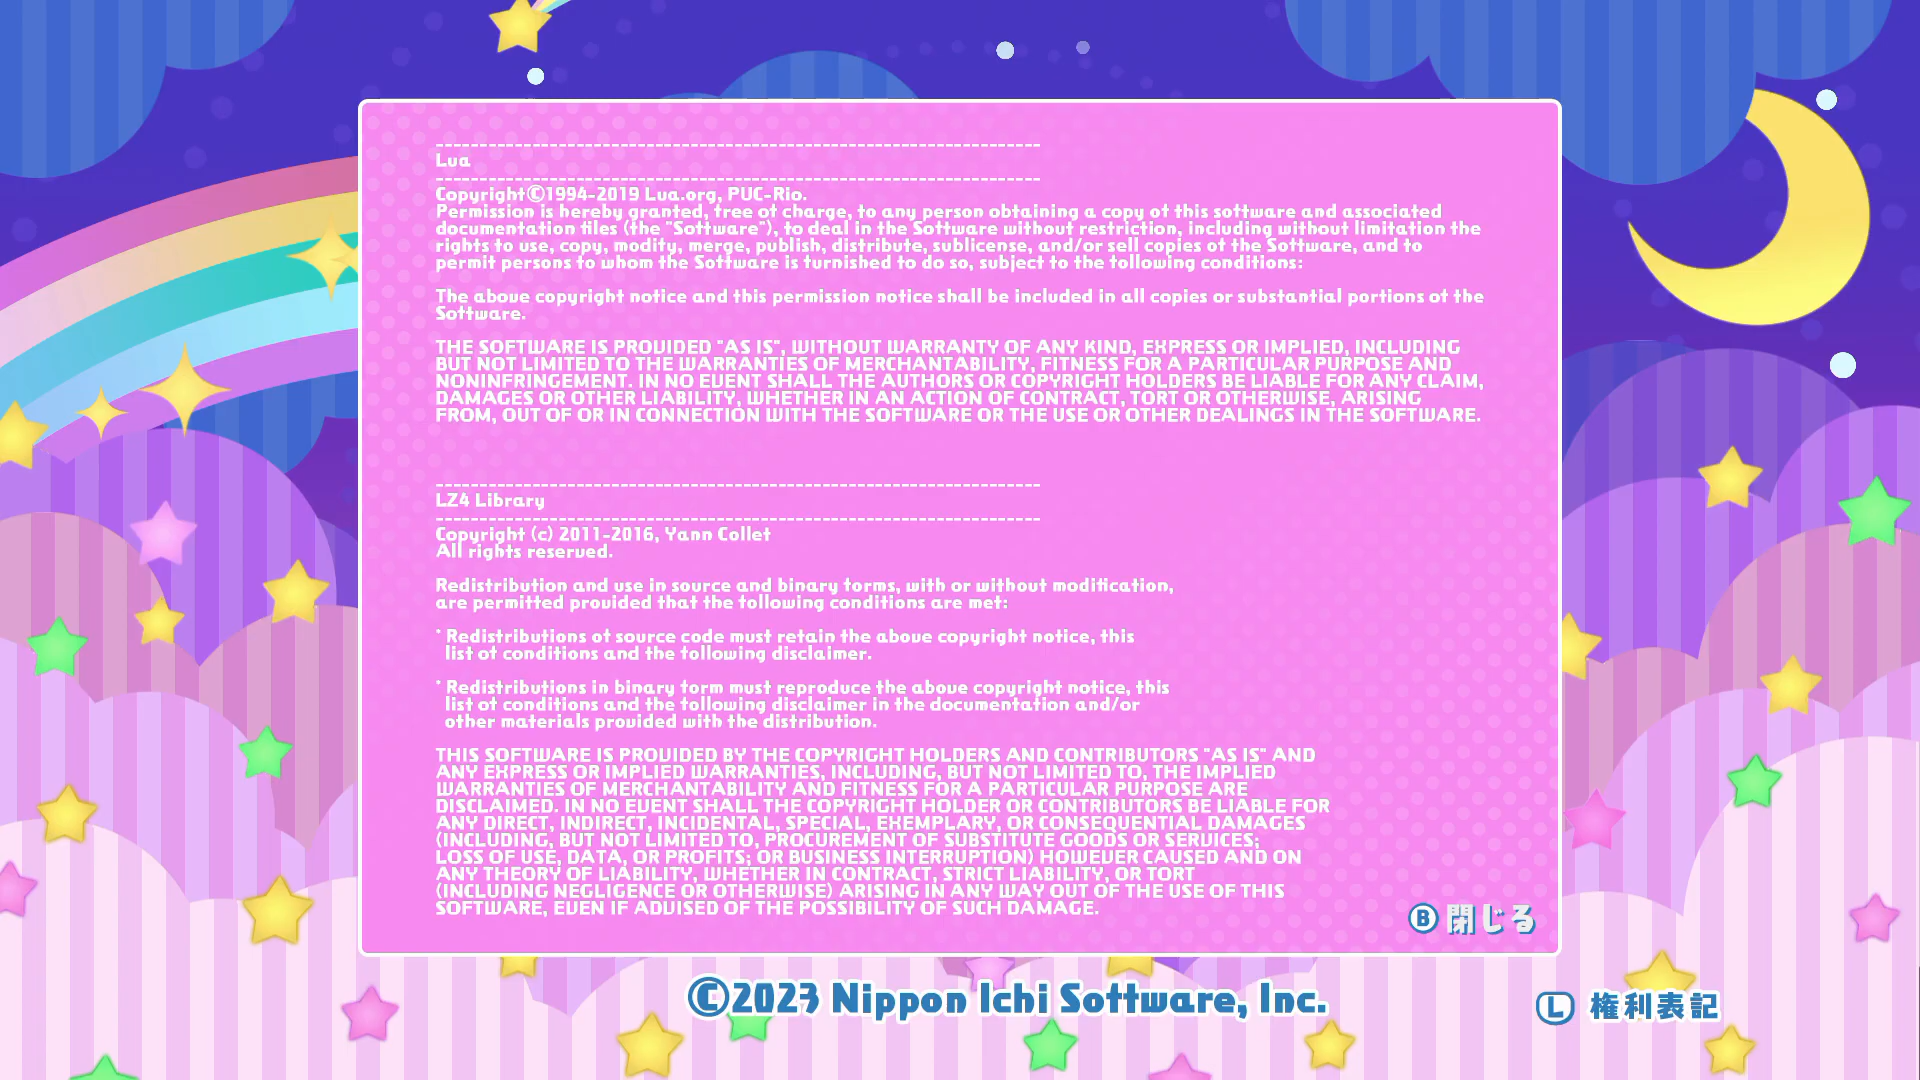 ---------------------------------------------------------------------
Lua
---------------------------------------------------------------------
Copyright©1994-2019 Lua.org, PUC-Rio.
Permission is hereby granted, free of charge, to any person obtaining a copy of this software and associated
documentation files (the "Software"), to deal in the Software without restriction, including without limitation the
rights to use, copy, modify, merge, publish, distribute, sublicense, and/or sell copies of the Software, and to
permit persons to whom the Software is furnished to do so, subject to the following conditions:
The above copyright notice and this permission notice shall be included in all copies or substantial portions of the
Software.
THE SOFTWARE IS PROVIDED "AS IS", WITHOUT WARRANTY OF ANY KIND, EXPRESS OR IMPLIED, INCLUDING
BUT NOT LIMITED TO THE WARRANTIES OF MERCHANTABILITY, FITNESS FOR A PARTICULAR PURPOSE AND
NONINFRINGEMENT. IN NO EVENT SHALL THE AUTHORS OR COPYRIGHT HOLDERS BE LIABLE FOR ANY CLAIM,
DAMAGES OR OTHER LIABILITY, WHETHER IN AN ACTION OF CONTRACT, TORT OR OTHERWISE, ARISING
FROM, OUT OF OR IN CONNECTION WITH THE SOFTWARE OR THE USE OR OTHER DEALINGS IN THE SOFTWARE.
---------------------------------------------------------------------
LZ4 Library
---------------------------------------------------------------------
Copyright (c) 2011-2016, Yann Collet
All rights reserved.
Redistribution and use in source and binary forms, with or without modification,
are permitted provided that the following conditions are met:
* Redistributions of source code must retain the above copyright notice, this
list of conditions and the following disclaimer.
* Redistributions in binary form must reproduce the above copyright notice, this
list of conditions and the following disclaimer in the documentation and/or
other materials provided with the distribution.
THIS SOFTWARE IS PROVIDED BY THE COPYRIGHT HOLDERS AND CONTRIBUTORS "AS IS" AND
ANY EXPRESS OR IMPLIED WARRANTIES, INCLUDING, BUT NOT LIMITED TO, THE IMPLIED
WARRANTIES OF MERCHANTABILITY AND FITNESS FOR A PARTICULAR PURPOSE ARE
DISCLAIMED. IN NO EVENT SHALL THE COPYRIGHT HOLDER OR CONTRIBUTORS BE LIABLE FOR
ANY DIRECT, INDIRECT, INCIDENTAL, SPECIAL, EXEMPLARY, OR CONSEQUENTIAL DAMAGES
(INCLUDING, BUT NOT LIMITED TO, PROCUREMENT OF SUBSTITUTE GOODS OR SERVICES;
LOSS OF USE, DATA, OR PROFITS; OR BUSINESS INTERRUPTION) HOWEVER CAUSED AND ON
ANY THEORY OF LIABILITY, WHETHER IN CONTRACT, STRICT LIABILITY, OR TORT
(INCLUDING NEGLIGENCE OR OTHERWISE) ARISING IN ANY WAY OUT OF THE USE OF THIS
SOFTWARE, EVEN IF ADVISED OF THE POSSIBILITY OF SUCH DAMAGE.
B 閉じる
©2023 Nippon Ichi Software, Inc.
L 権利表記